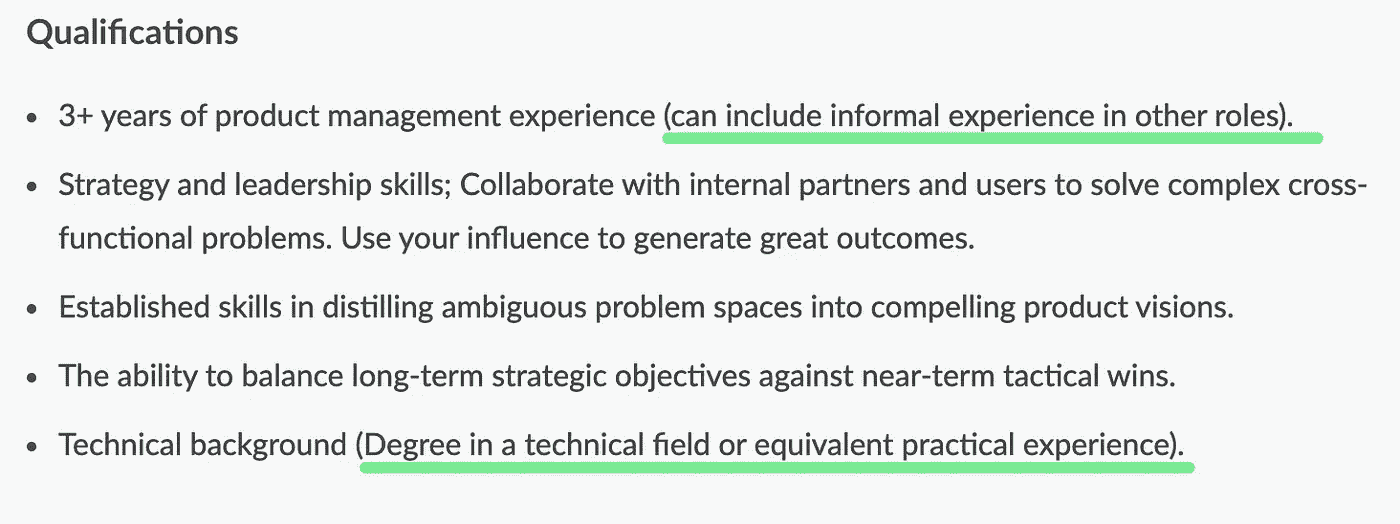 Qualifications
• 3+ years of product management experience (can include informal experience in other roles).
• Strategy and leadership skills; Collaborate with internal partners and users to solve complex cross-
functional problems. Use your influence to generate great outcomes.
• Established skills in distilling ambiguous problem spaces into compelling product visions.
• The ability to balance long-term strategic objectives against near-term tactical wins.
• Technical background (Degree in a technical field or equivalent practical experience).